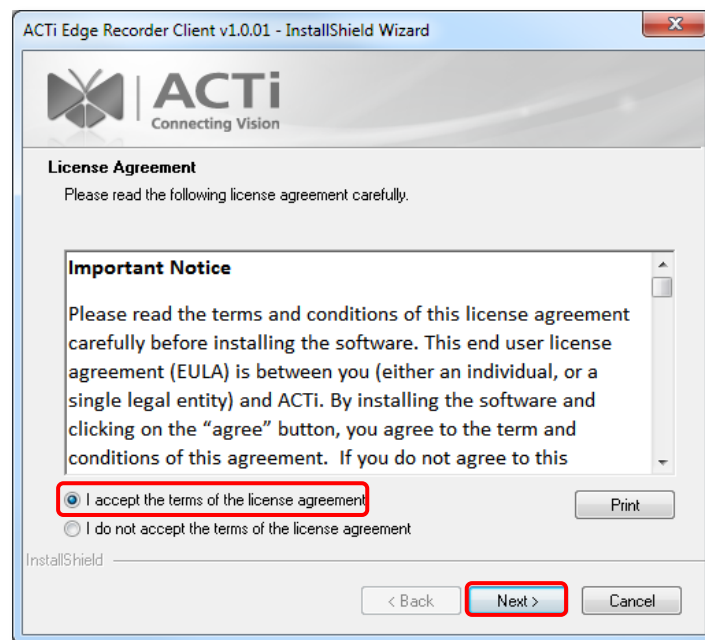 ACTi Edge Recorder Client v1.0.01 - InstallShield Wizard
ACTi
Connecting Vision
License Agreement
Please read the following license agreement carefully.
Important Notice
Please read the terms and conditions of this license agreement
carefully before installing the software. This end user license
agreement (EULA) is between you (either an individual, or a
single legal entity) and ACTi. By installing the software and
clicking on the “agree” button, you agree to the term and
conditions of this agreement.  If you do not agree to this
I accept the terms of the license agreement
Print
I do not accept the terms of the license agreement
InstallShield
< Back Next > Cancel